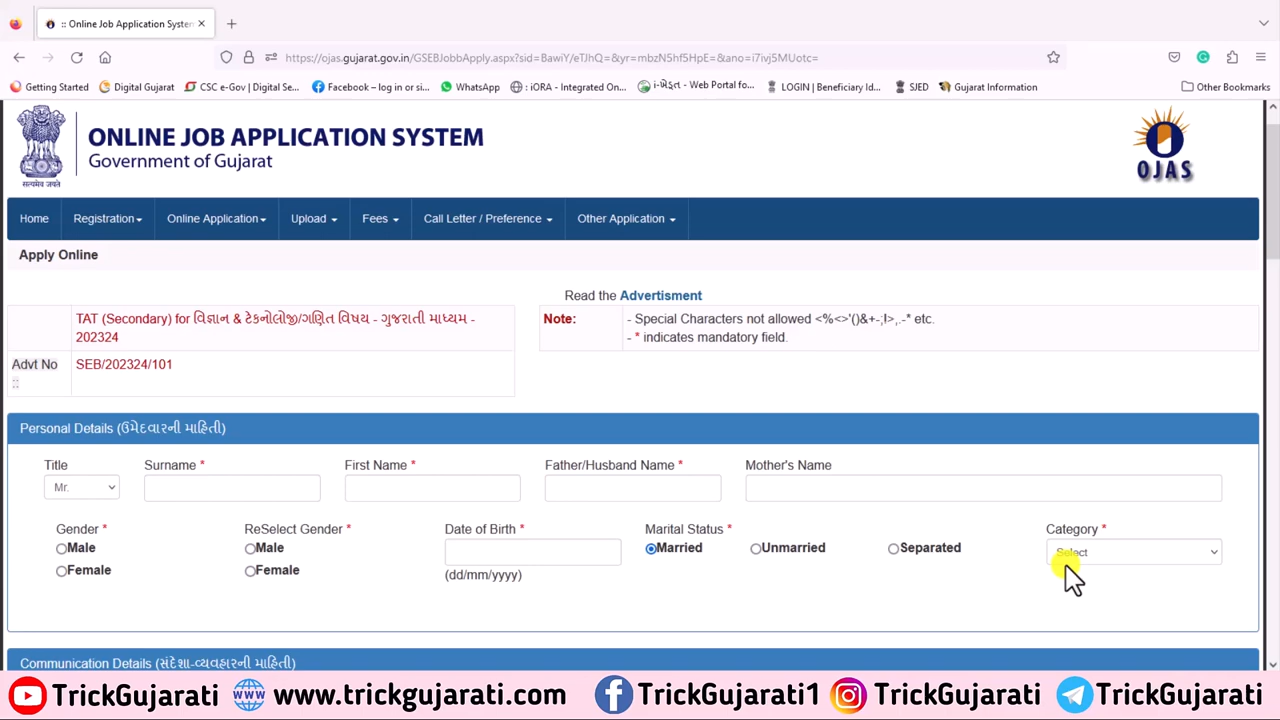 :: Online Job Application System
https://ojas.gujarat.gov.in/GSEBJobbApply.aspx?sid=BawiY/eTJhQ=&yr=mbzN5hf5HpE=&ano=i7ivj5MUotc=
Getting Started Digital Gujarat CSC e-Gov | Digital Se... Facebook – log in or si... WhatsApp : iORA - Integrated On... i-ખેડૂત - Web Portal fo... LOGIN | Beneficiary Id... SJED Gujarat Information Other Bookmarks
सत्यमेव जयते
ONLINE JOB APPLICATION SYSTEM
Government of Gujarat
OJAS
Home Registration Online Application Upload Fees Call Letter / Preference Other Application
Apply Online
Read the Advertisment
TAT (Secondary) for વિજ્ઞાન & ટેકનોલોજી/ગણિત વિષય - ગુજરાતી માધ્યમ -
202324
Advt No
::
SEB/202324/101
Note: - Special Characters not allowed <%<>'()&+-;!>,.-* etc.
- * indicates mandatory field.
Personal Details (ઉમેદવારની માહિતી)
Title Surname * First Name * Father/Husband Name * Mother's Name
Mr.
Gender * ReSelect Gender * Date of Birth * Marital Status * Category *
Male Male Married Unmarried Separated Select
Female Female (dd/mm/yyyy)
Communication Details (સંદેશા-વ્યવહારની માહિતી)
TrickGujarati www.trickgujarati.com TrickGujarati1 TrickGujarati TrickGujarati